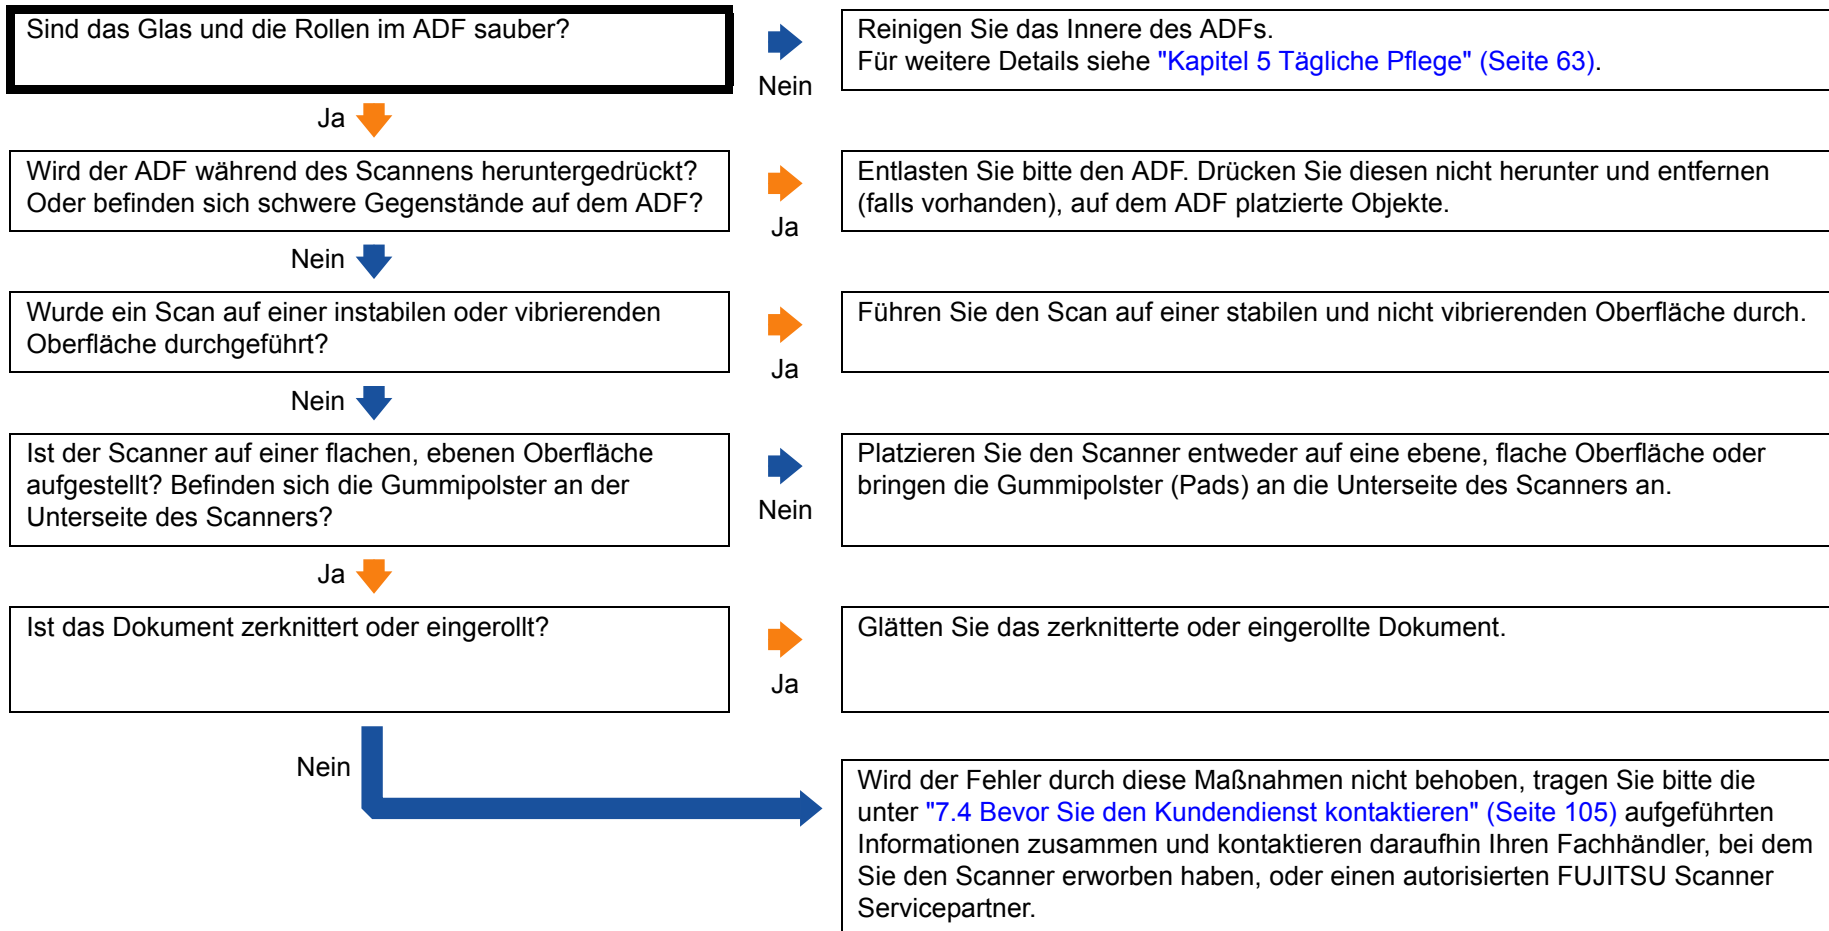 Sind das Glas und die Rollen im ADF sauber?
Nein
Reinigen Sie das Innere des ADFs.
Für weitere Details siehe "Kapitel 5 Tägliche Pflege" (Seite 63).
Ja
Wird der ADF während des Scannens heruntergedrückt?
Oder befinden sich schwere Gegenstände auf dem ADF?
Ja
Entlasten Sie bitte den ADF. Drücken Sie diesen nicht herunter und entfernen
(falls vorhanden), auf dem ADF platzierte Objekte.
Nein
Wurde ein Scan auf einer instabilen oder vibrierenden
Oberfläche durchgeführt?
Ja
Führen Sie den Scan auf einer stabilen und nicht vibrierenden Oberfläche durch.
Nein
Ist der Scanner auf einer flachen, ebenen Oberfläche
aufgestellt? Befinden sich die Gummipolster an der
Unterseite des Scanners?
Nein
Platzieren Sie den Scanner entweder auf eine ebene, flache Oberfläche oder
bringen die Gummipolster (Pads) an die Unterseite des Scanners an.
Ja
Ist das Dokument zerknittert oder eingerollt?
Ja
Glätten Sie das zerknitterte oder eingerollte Dokument.
Nein
Wird der Fehler durch diese Maßnahmen nicht behoben, tragen Sie bitte die
unter "7.4 Bevor Sie den Kundendienst kontaktieren" (Seite 105) aufgeführten
Informationen zusammen und kontaktieren daraufhin Ihren Fachhändler, bei dem
Sie den Scanner erworben haben, oder einen autorisierten FUJITSU Scanner
Servicepartner.